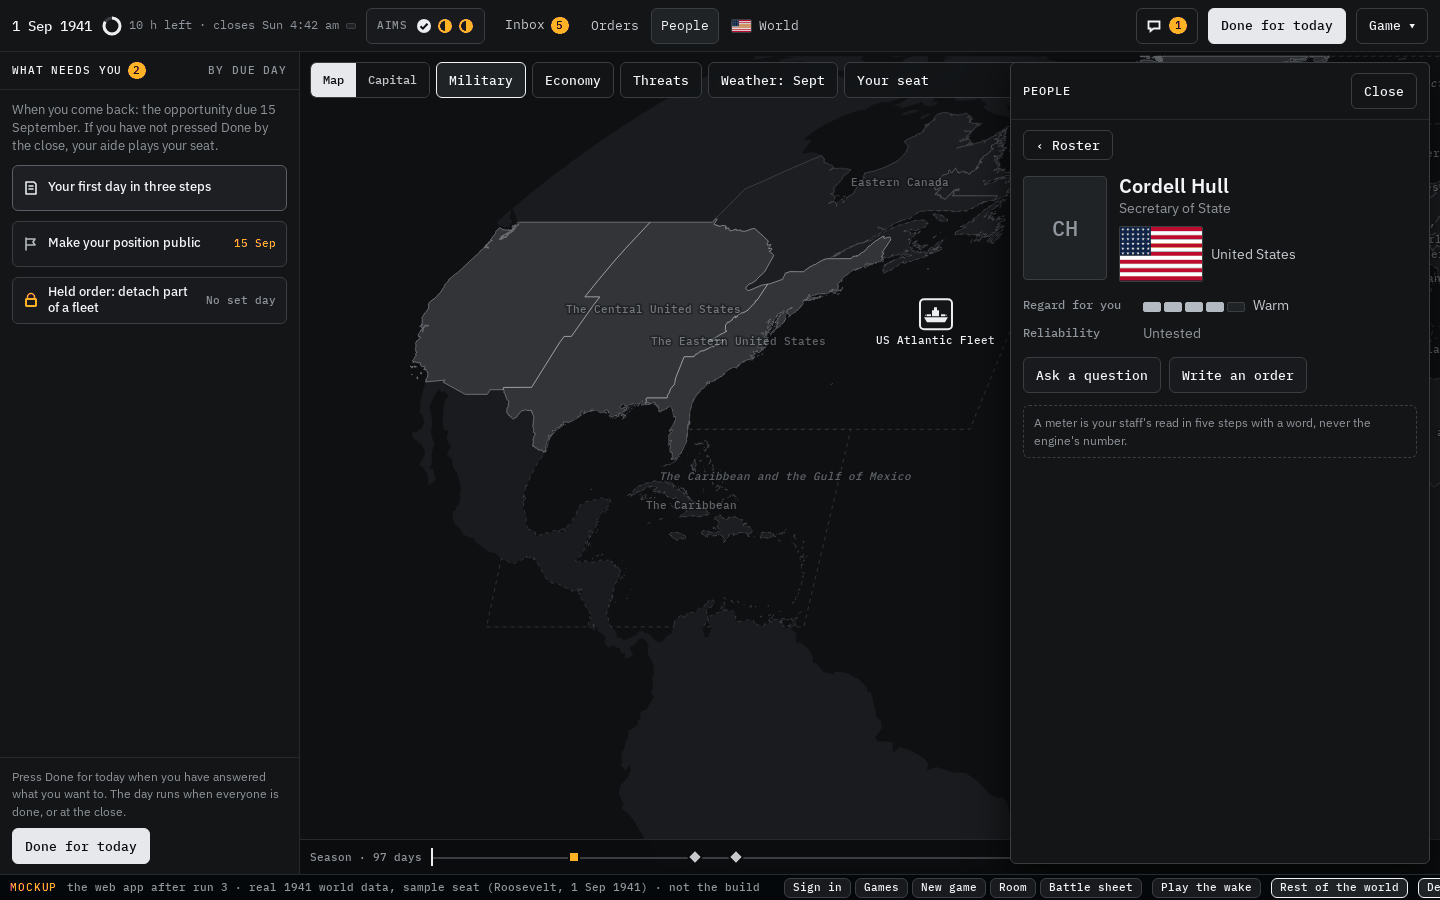 1 Sep 1941
10 h left · closes Sun 4:42 am
AIMS
Inbox 5
Orders
People
World
1
Done for today
Game ▾
WHAT NEEDS YOU 2
BY DUE DAY
When you come back: the opportunity due 15
September. If you have not pressed Done by
the close, your aide plays your seat.
Your first day in three steps
Make your position public
15 Sep
Held order: detach part
of a fleet
No set day
Press Done for today when you have answered
what you want to. The day runs when everyone is
done, or at the close.
Done for today
Map
Capital
Military
Economy
Threats
Weather: Sept
Your seat
Eastern Canada
The Central United States
The Eastern United States
US Atlantic Fleet
The Caribbean and the Gulf of Mexico
The Caribbean
Season · 97 days
PEOPLE
Close
‹ Roster
CH
Cordell Hull
Secretary of State
United States
Regard for you
Warm
Reliability
Untested
Ask a question
Write an order
A meter is your staff's read in five steps with a word, never the
engine's number.
MOCKUP
the web app after run 3 · real 1941 world data, sample seat (Roosevelt, 1 Sep 1941) · not the build
Sign in
Games
New game
Room
Battle sheet
Play the wake
Rest of the world
De